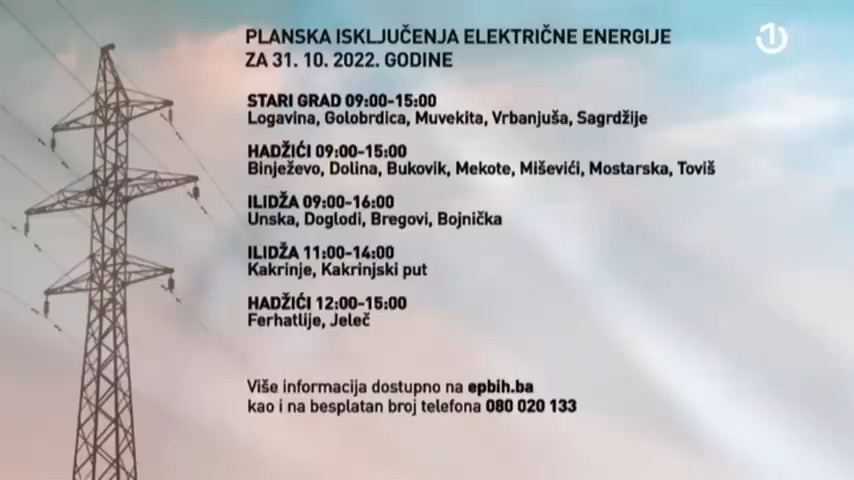 PLANSKA ISKLJUČENJA ELEKTRIČNE ENERGIJE
ZA 31. 10. 2022. GODINE
STARI GRAD 09:00-15:00
Logavina, Golobrdica, Muvekita, Vrbanjuša, Sagrdžije
HADŽIĆI 09:00-15:00
Binježevo, Dolina, Bukovik, Mekote, Miševići, Mostarska, Toviš
ILIDŽA 09:00-16:00
Unska, Doglodi, Bregovi, Bojnička
ILIDŽA 11:00-14:00
Kakrinje, Kakrinjski put
HADŽIĆI 12:00-15:00
Ferhatlije, Jeleč
Više informacija dostupno na epbih.ba
kao i na besplatan broj telefona 080 020 133
1